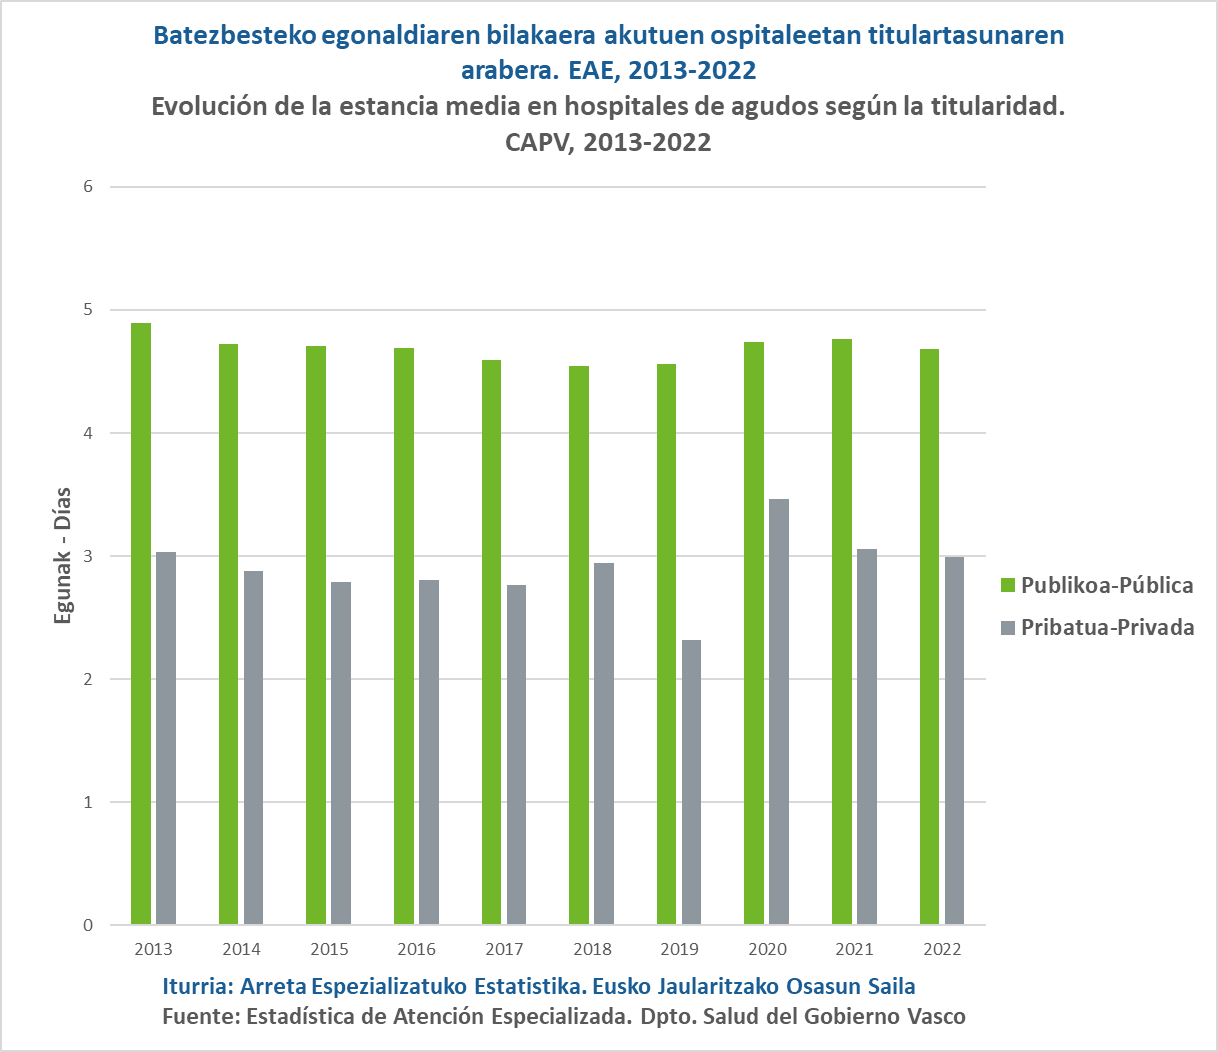 Batezbesteko egonaldiaren bilakaera akutuen ospitaleetan titulartasunaren
arabera. EAE, 2013-2022
Evolución de la estancia media en hospitales de agudos según la titularidad.
CAPV, 2013-2022
6
5
4
3
2
1
0
Egunak - Días
2013 2014 2015 2016 2017 2018 2019 2020 2021 2022
Publikoa-Pública
Pribatua-Privada
Iturria: Arreta Espezializatuko Estatistika. Eusko Jaularitzako Osasun Saila
Fuente: Estadística de Atención Especializada. Dpto. Salud del Gobierno Vasco